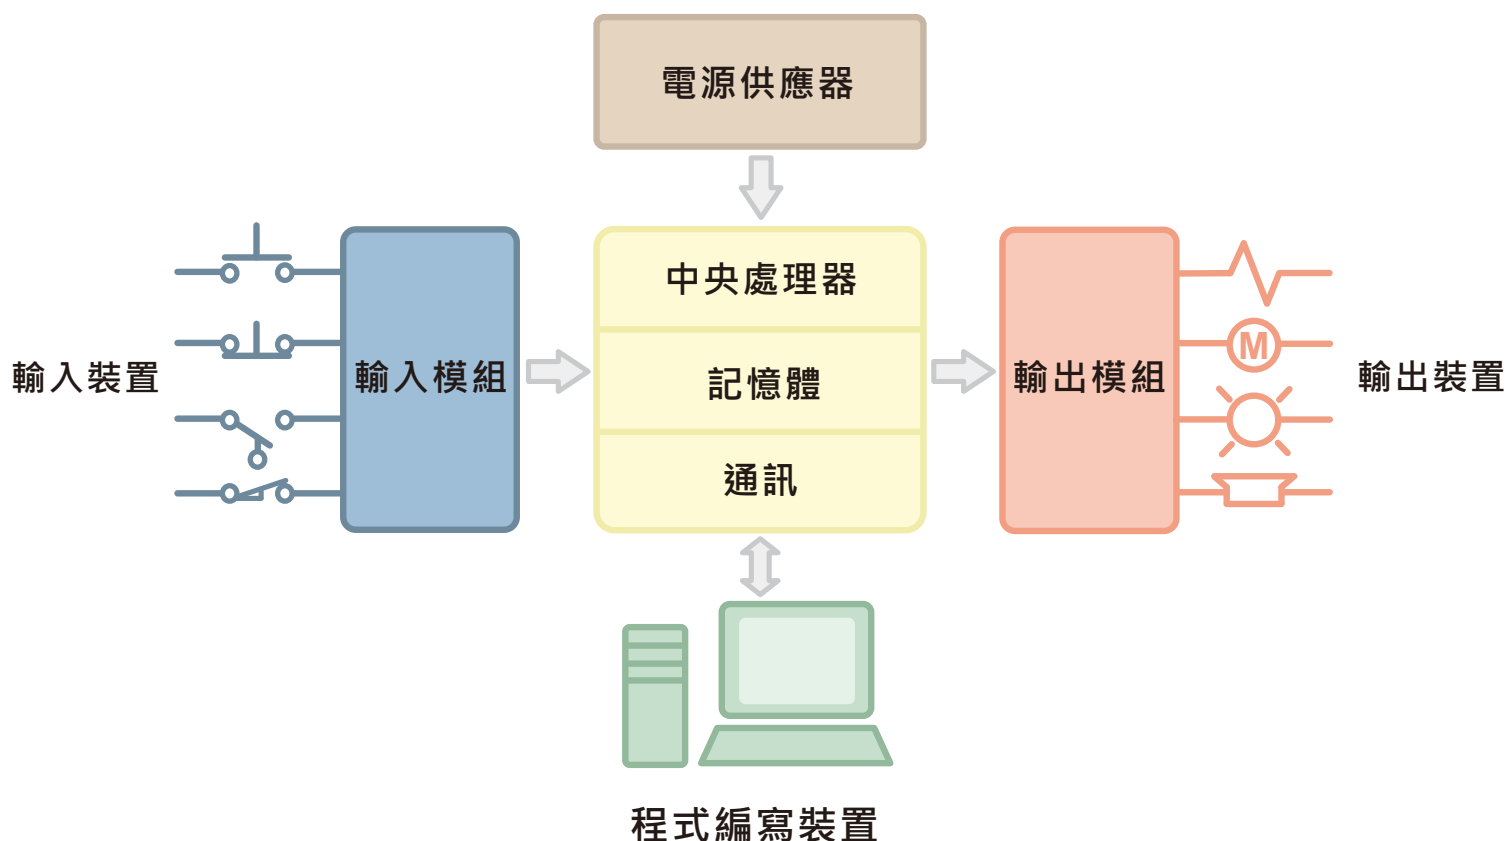 電源供應器
中央處理器
輸入裝置
輸入模組
記憶體
輸出模組
M
輸出裝置
通訊
程式編寫裝置